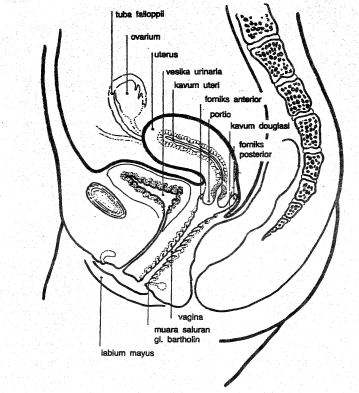 tuba falloppii
ovarium
uterus
vesika urinaria
kavum uteri
forniks anterior
portio
kavum douglasi
forniks
posterior
vagina
muara saluran
gl. bartholin
labium mayus